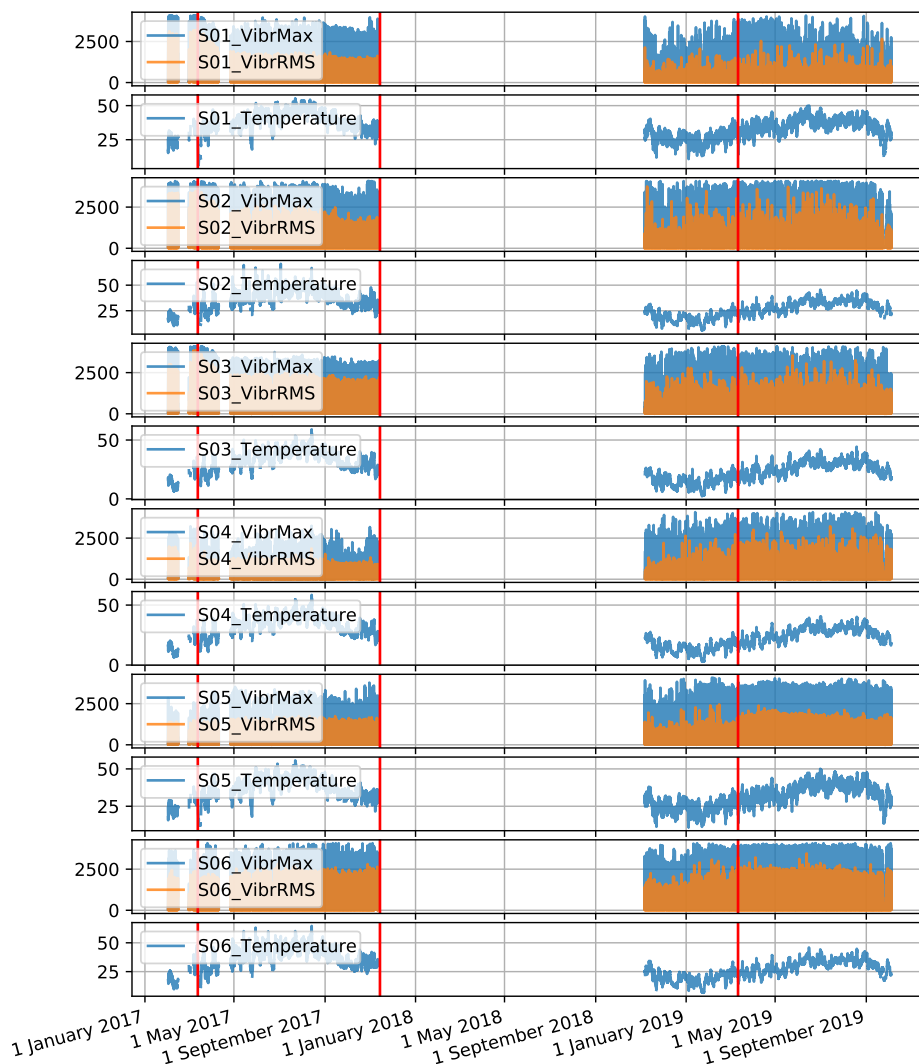 2500
0
S01_VibrMax
S01_VibrRMS
50
25
S01_Temperature
2500
0
S02_VibrMax
S02_VibrRMS
50
25
S02_Temperature
2500
0
S03_VibrMax
S03_VibrRMS
50
0
S03_Temperature
2500
0
S04_VibrMax
S04_VibrRMS
50
0
S04_Temperature
2500
0
S05_VibrMax
S05_VibrRMS
50
25
S05_Temperature
2500
0
S06_VibrMax
S06_VibrRMS
50
25
S06_Temperature
1 January 2017
1 May 2017
1 September 2017
1 January 2018
1 May 2018
1 September 2018
1 January 2019
1 May 2019
1 September 2019